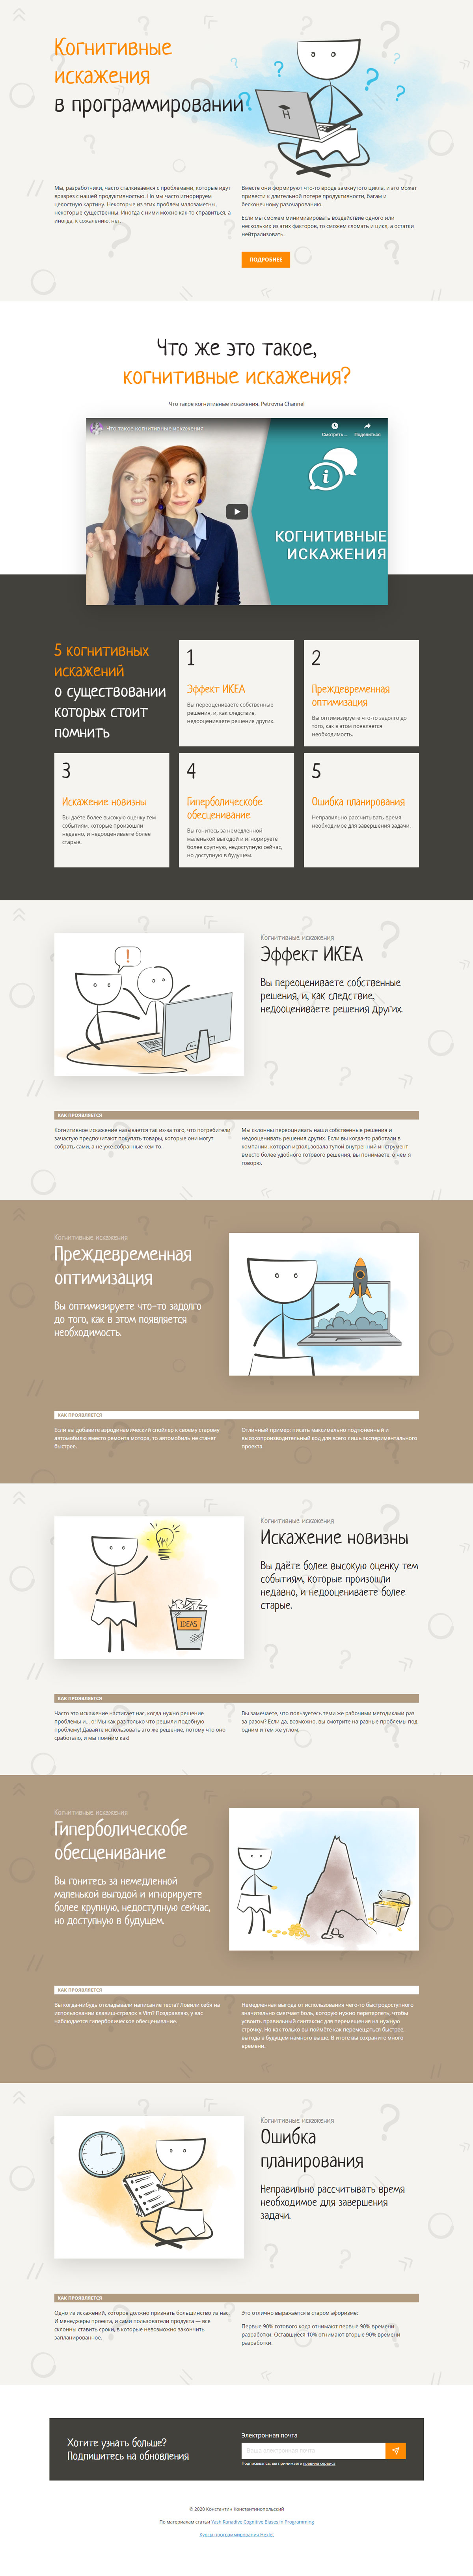 Когнитивные
искажения
в программировании
H
Мы, разработчики, часто сталкиваемся с проблемами, которые идут
вразрез с нашей продуктивностью. Но мы часто игнорируем
целостную картину. Некоторые из этих проблем малозаметны,
некоторые существенны. Иногда с ними можно как-то справиться, а
иногда, к сожалению, нет.
Вместе они формируют что-то вроде замкнутого цикла, и это может
привести к длительной потере продуктивности, багам и
бесконечному разочарованию.
Если мы сможем минимизировать воздействие одного или
нескольких из этих факторов, то сможем сломать и цикл, а остатки
нейтрализовать.
ПОДРОБНЕЕ
Что же это такое,
когнитивные искажения?
Что такое когнитивные искажения. Petrovna Channel
Что такое когнитивные искажения
Смотреть ...
Поделиться
КОГНИТИВНЫЕ
ИСКАЖЕНИЯ
5 когнитивных
искажений
о существовании
которых стоит
помнить
1
Эффект ИКЕА
Вы переоцениваете собственные
решения, и, как следствие,
недооцениваете решения других.
2
Преждевременная
оптимизация
Вы оптимизируете что-то задолго до
того, как в этом появляется
необходимость.
3
Искажение новизны
Вы даёте более высокую оценку тем
событиям, которые произошли
недавно, и недооцениваете более
старые.
4
Гиперболическобе
обесценивание
Вы гонитесь за немедленной
маленькой выгодой и игнорируете
более крупную, недоступную сейчас,
но доступную в будущем.
5
Ошибка планирования
Неправильно рассчитывать время
необходимое для завершения задачи.
Когнитивные искажения
Эффект ИКЕА
Вы переоцениваете собственные
решения, и, как следствие,
недооцениваете решения других.
КАК ПРОЯВЛЯЕТСЯ
Когнитивное искажение называется так из-за того, что потребители
зачастую предпочитают покупать товары, которые они могут
собрать сами, а не уже собранные кем-то.
Мы склонны переоценивать наши собственные решения и
недооценивать решения других. Если вы когда-то работали в
компании, которая использовала тупой внутренний инструмент
вместо более удобного готового решения, вы понимаете, о чём я
говорю.
Когнитивные искажения
Преждевременная
оптимизация
Вы оптимизируете что-то задолго
до того, как в этом появляется
необходимость.
КАК ПРОЯВЛЯЕТСЯ
Если вы добавите аэродинамический спойлер к своему старому
автомобилю вместо ремонта мотора, то автомобиль не станет
быстрее.
Отличный пример: писать максимально подтюненный и
высокопроизводительный код для всего лишь экспериментального
проекта.
Когнитивные искажения
Искажение новизны
Вы даёте более высокую оценку тем
событиям, которые произошли
недавно, и недооцениваете более
старые.
IDEAS
КАК ПРОЯВЛЯЕТСЯ
Часто это искажение настигает нас, когда нужно решение
проблемы и... о! Мы как раз только что решили подобную
проблему! Давайте использовать это же решение, потому что оно
сработало, и мы помним как!
Вы замечаете, что пользуетесь теми же рабочими методиками раз
за разом? Если да, возможно, вы смотрите на разные проблемы под
одним и тем же углом.
Когнитивные искажения
Гиперболическобе
обесценивание
Вы гонитесь за немедленной
маленькой выгодой и игнорируете
более крупную, недоступную сейчас,
но доступную в будущем.
КАК ПРОЯВЛЯЕТСЯ
Вы когда-нибудь откладывали написание теста? Ловили себя на
использовании клавиш-стрелок в Vim? Поздравляю, у вас
наблюдается гиперболическое обесценивание.
Немедленная выгода от использования чего-то быстродоступного
значительно смягчает боль, которую нужно перетерпеть, чтобы
усвоить правильный синтаксис для перемещения на нужную
строчку. Но как только вы поймёте как перемещаться быстрее,
выгода в будущем намного выше. В итоге вы сохраните много
времени.
Когнитивные искажения
Ошибка
планирования
Неправильно рассчитывать время
необходимое для завершения
задачи.
КАК ПРОЯВЛЯЕТСЯ
Одно из искажений, которое должно признать большинство из нас.
И менеджеры проекта, и сами пользователи продукта — все
склонны ставить сроки, в которые невозможно закончить
запланированное.
Это отлично выражается в старом афоризме:
Первые 90% готового кода отнимают первые 90% времени
разработки. Оставшиеся 10% отнимают вторые 90% времени
разработки.
Хотите узнать больше?
Подпишитесь на обновления
Электронная почта
Ваша электронная почта
Подписываясь, вы принимаете правила сервиса
© 2020 Константин Константинопольский
По материалам статьи Yash Ranadive Cognitive Biases in Programming
Курсы программирования Hexlet